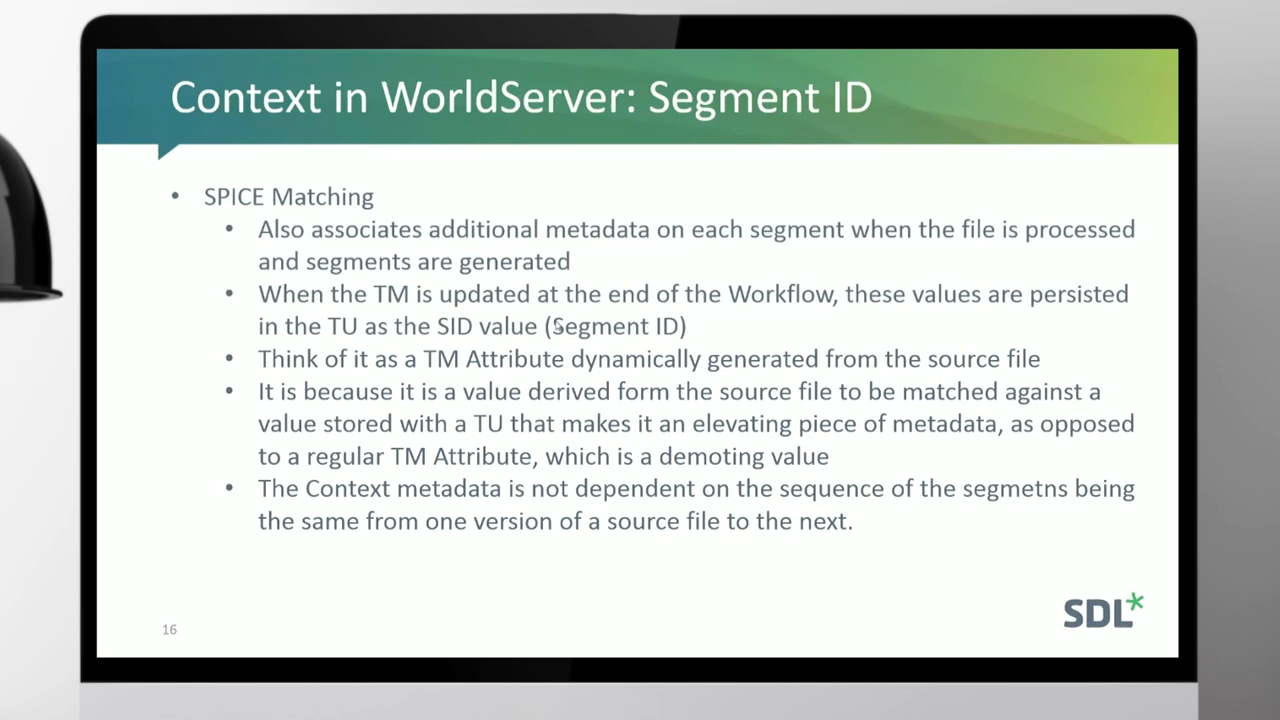 Context in WorldServer: Segment ID
• SPICE Matching
• Also associates additional metadata on each segment when the file is processed
and segments are generated
• When the TM is updated at the end of the Workflow, these values are persisted
in the TU as the SID value (Segment ID)
• Think of it as a TM Attribute dynamically generated from the source file
• It is because it is a value derived form the source file to be matched against a
value stored with a TU that makes it an elevating piece of metadata, as opposed
to a regular TM Attribute, which is a demoting value
• The Context metadata is not dependent on the sequence of the segmetns being
the same from one version of a source file to the next.
SDL*
16